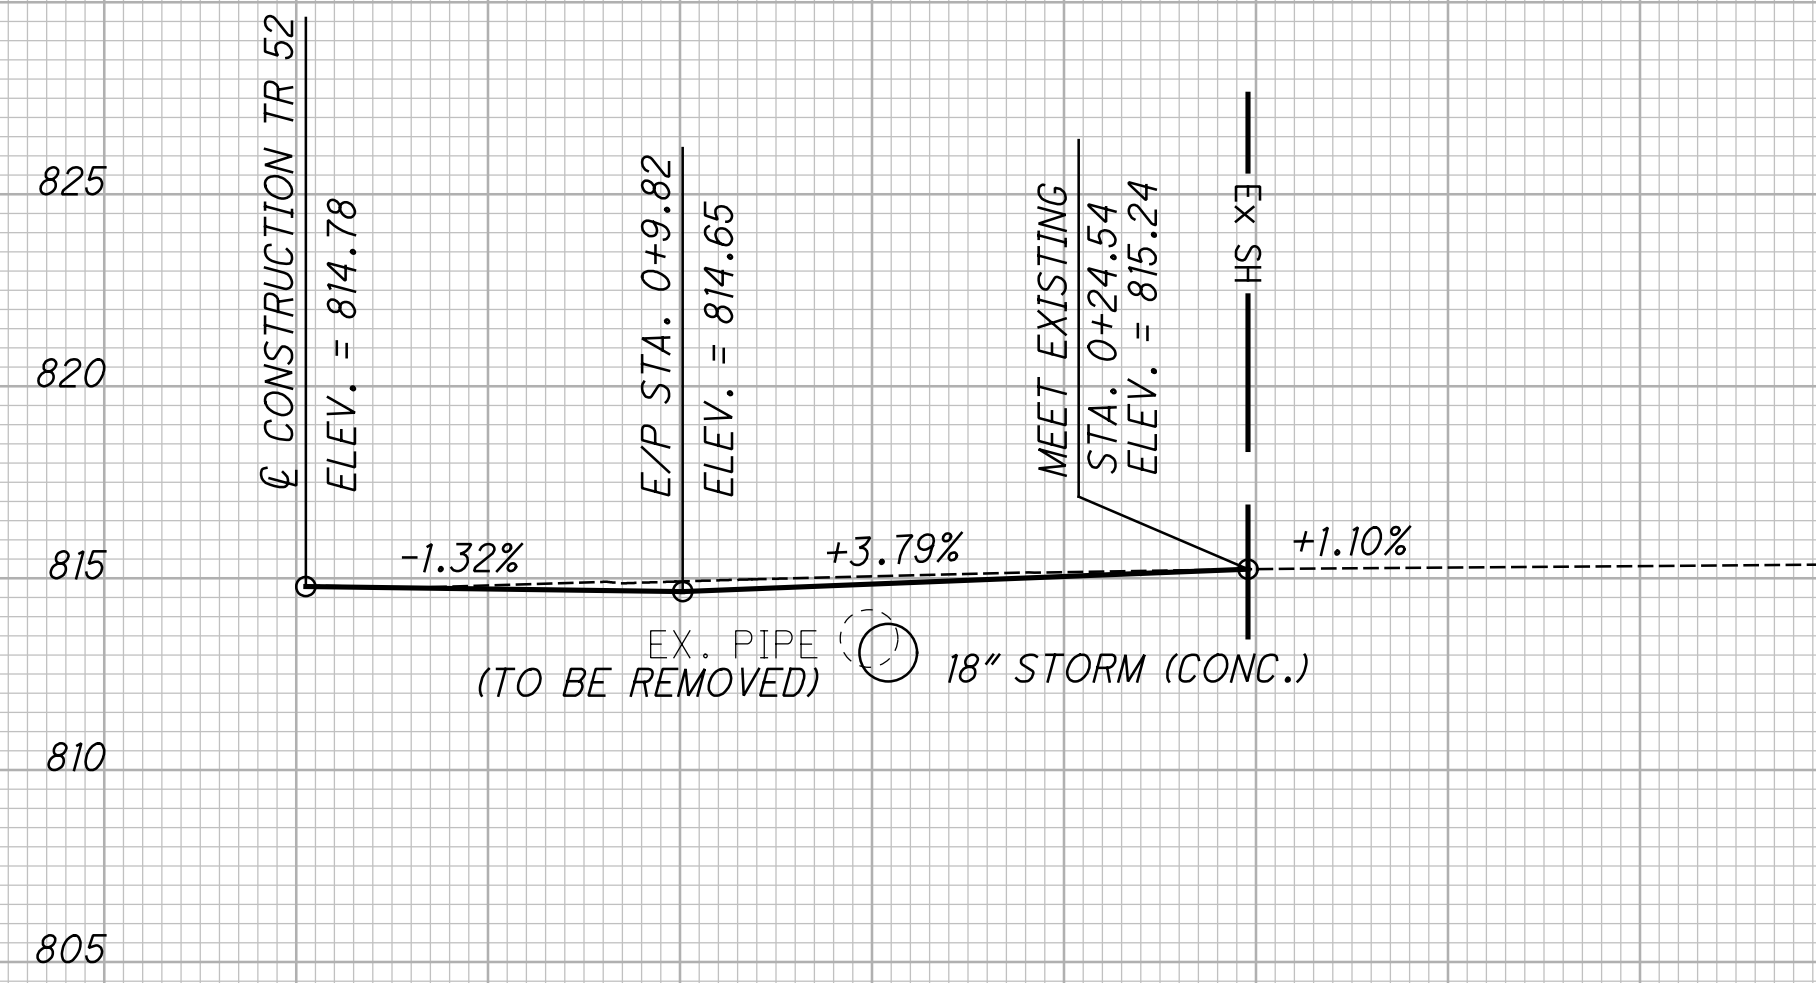 ℄ CONSTRUCTION TR 52
ELEV. = 814.78
E/P STA. 0+9.82
ELEV. = 814.65
MEET EXISTING
STA. 0+24.54
ELEV. = 815.24
EX SH
825
820
815
810
805
-1.32%
+3.79%
+1.10%
EX. PIPE
(TO BE REMOVED)
18" STORM (CONC.)